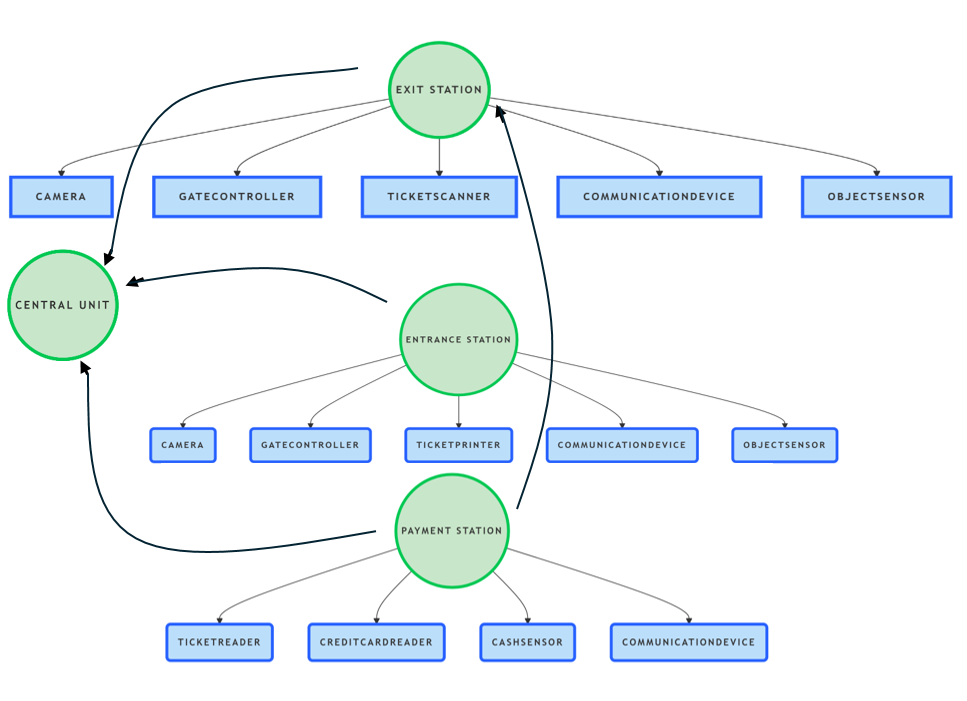 EXIT STATION
CAMERA
GATECONTROLLER
TICKETSCANNER
COMMUNICATIONDEVICE
OBJECTSENSOR
CENTRAL UNIT
ENTRANCE STATION
CAMERA
GATECONTROLLER
TICKETPRINTER
COMMUNICATIONDEVICE
OBJECTSENSOR
PAYMENT STATION
TICKETREADER
CREDITCARDREADER
CASHSENSOR
COMMUNICATIONDEVICE